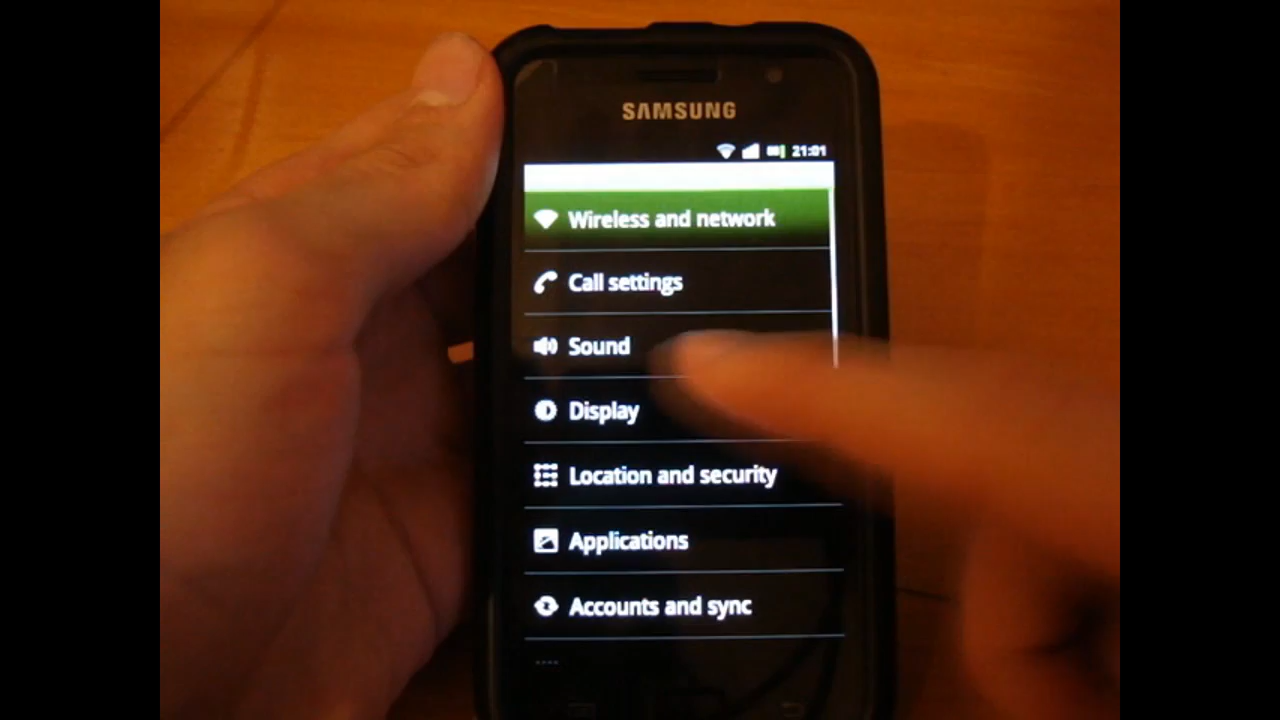 SAMSUNG
21:01
Wireless and network
Call settings
Sound
Display
Location and security
Applications
Accounts and sync